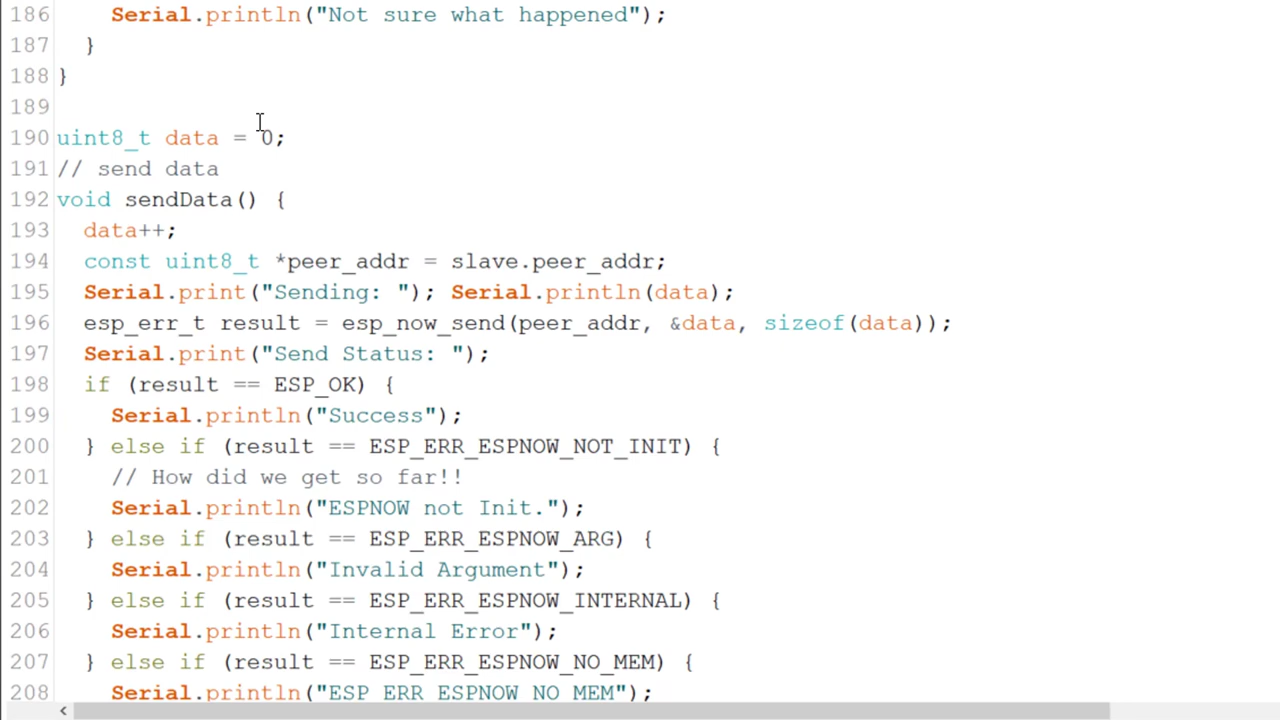 186 Serial.println("Not sure what happened");
187 }
188 }
189
190 uint8_t data = 0;
191 // send data
192 void sendData() {
193 data++;
194 const uint8_t *peer_addr = slave.peer_addr;
195 Serial.print("Sending: "); Serial.println(data);
196 esp_err_t result = esp_now_send(peer_addr, &data, sizeof(data));
197 Serial.print("Send Status: ");
198 if (result == ESP_OK) {
199 Serial.println("Success");
200 } else if (result == ESP_ERR_ESPNOW_NOT_INIT) {
201 // How did we get so far!!
202 Serial.println("ESPNOW not Init.");
203 } else if (result == ESP_ERR_ESPNOW_ARG) {
204 Serial.println("Invalid Argument");
205 } else if (result == ESP_ERR_ESPNOW_INTERNAL) {
206 Serial.println("Internal Error");
207 } else if (result == ESP_ERR_ESPNOW_NO_MEM) {
208 Serial.println("ESP_ERR_ESPNOW_NO_MEM");